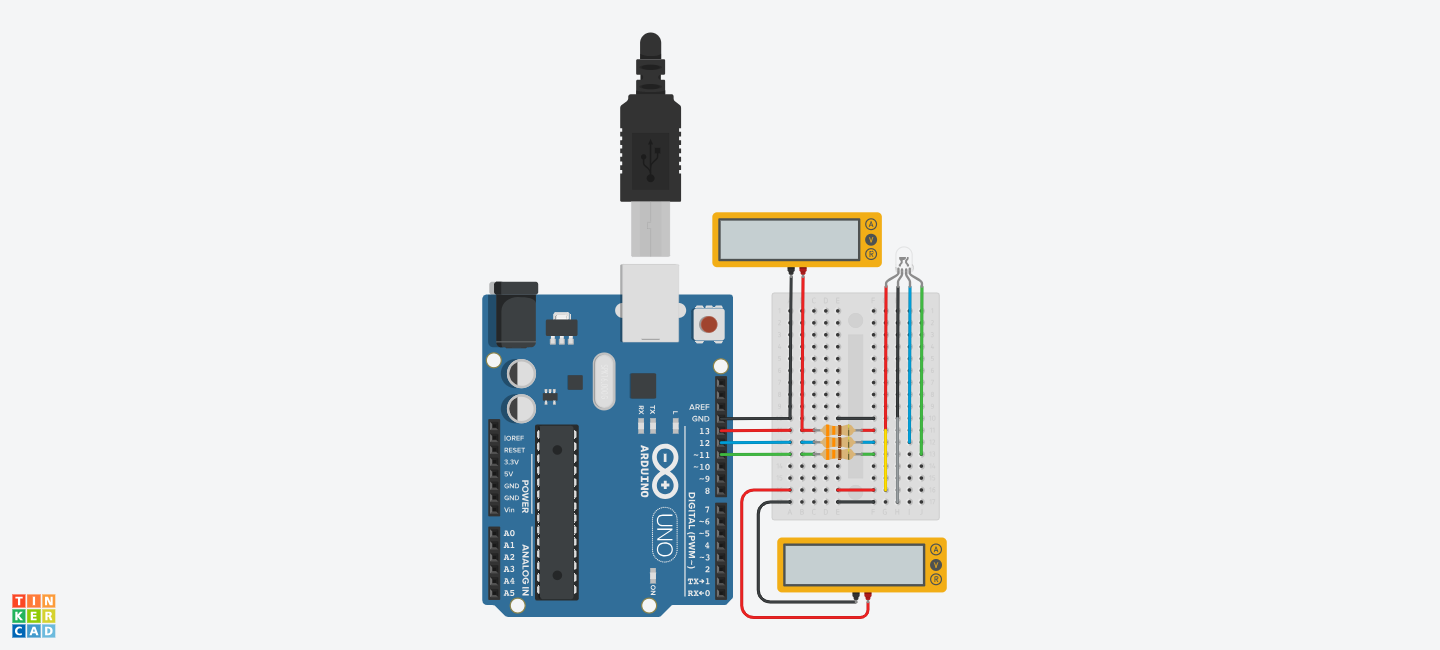 A
V
R
AREF
GND
13
12
~11
~10
~9
8
7
~6
~5
4
~3
2
TX→1
RX←0
DIGITAL (PWM~)
RX
TX
L
ARDUINO
UNO
ON
IOREF
RESET
3.3V
5V
GND
GND
Vin
POWER
A0
A1
A2
A3
A4
A5
ANALOG IN
A
V
R
TIN
KER
CAD